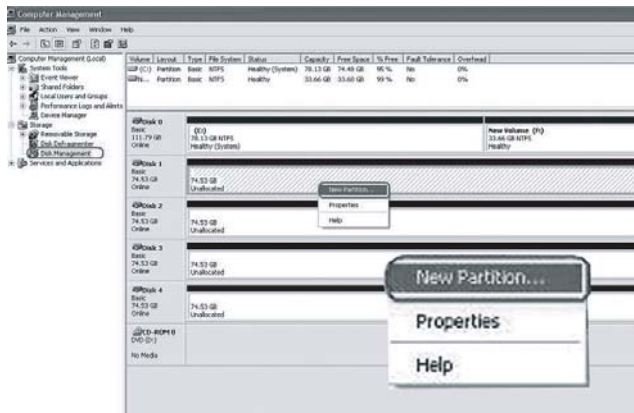 Computer Management
File Action View Window Help
Computer Management (Local)
System Tools
Event Viewer
Shared Folders
Local Users and Groups
Performance Logs and Alerts
Device Manager
Storage
Removable Storage
Disk Defragmenter
Disk Management
Services and Applications
Volume Layout Type File System Status Capacity Free Space % Free Fault Tolerance Overhead
(C:) Partition Basic NTFS Healthy (System) 78.13 GB 74.40 GB 95 % No 0%
N... Partition Basic NTFS Healthy 33.66 GB 33.60 GB 99 % No 0%
Disk 0
Basic
111.79 GB
Online
(C:)
78.13 GB NTFS
Healthy (System)
New Volume (F:)
33.66 GB NTFS
Healthy
Disk 1
Basic
74.53 GB
Online
74.53 GB
Unallocated
New Partition...
Properties
Help
Disk 2
Basic
74.53 GB
Online
74.53 GB
Unallocated
Disk 3
Basic
74.53 GB
Online
74.53 GB
Unallocated
Disk 4
Basic
74.53 GB
Online
74.53 GB
Unallocated
CD-ROM 0
DVD (D:)
No Media
New Partition...
Properties
Help